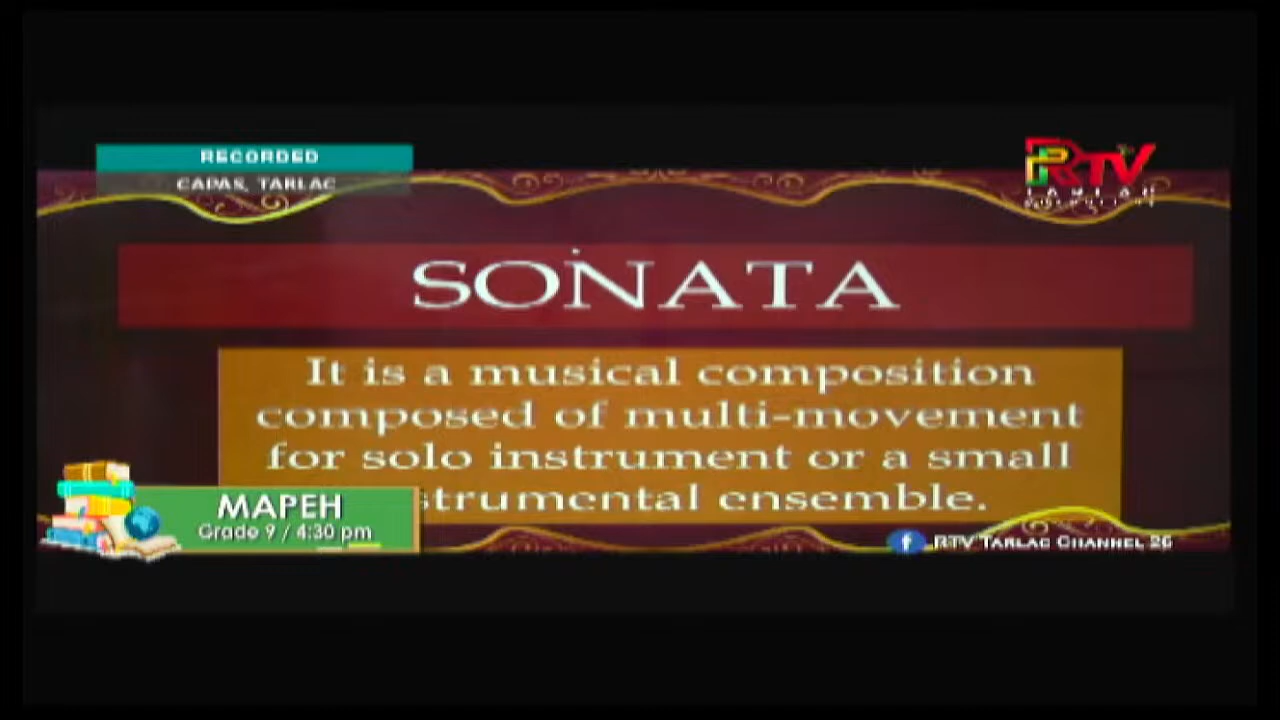 RECORDED
CAPAS, TARLAC
RTV
TARLAC
SONATA
It is a musical composition
composed of multi-movement
for solo instrument or a small
strumental ensemble.
MAPEH
Grade 9 / 4:30 pm
RTV TARLAC CHANNEL 26